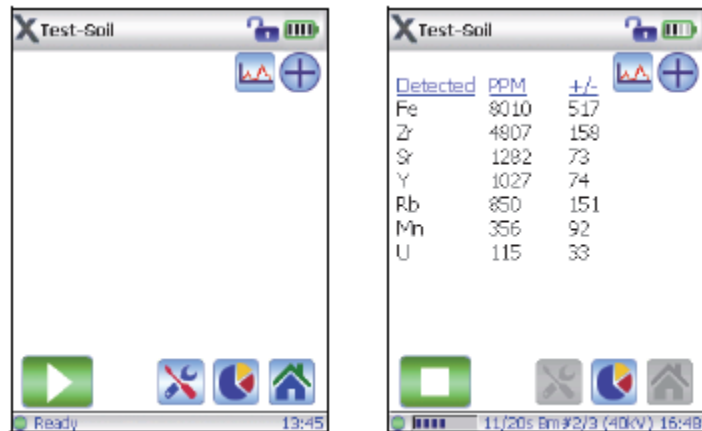 X Test-Soil
Ready 13:45
X Test-Soil
Detected PPM +/-
Fe 8010 517
Zr 4807 158
Sr 1282 73
Y 1027 74
Rb 850 151
Mn 356 92
U 115 33
11/20s Bm#2/3 (40kV) 16:48